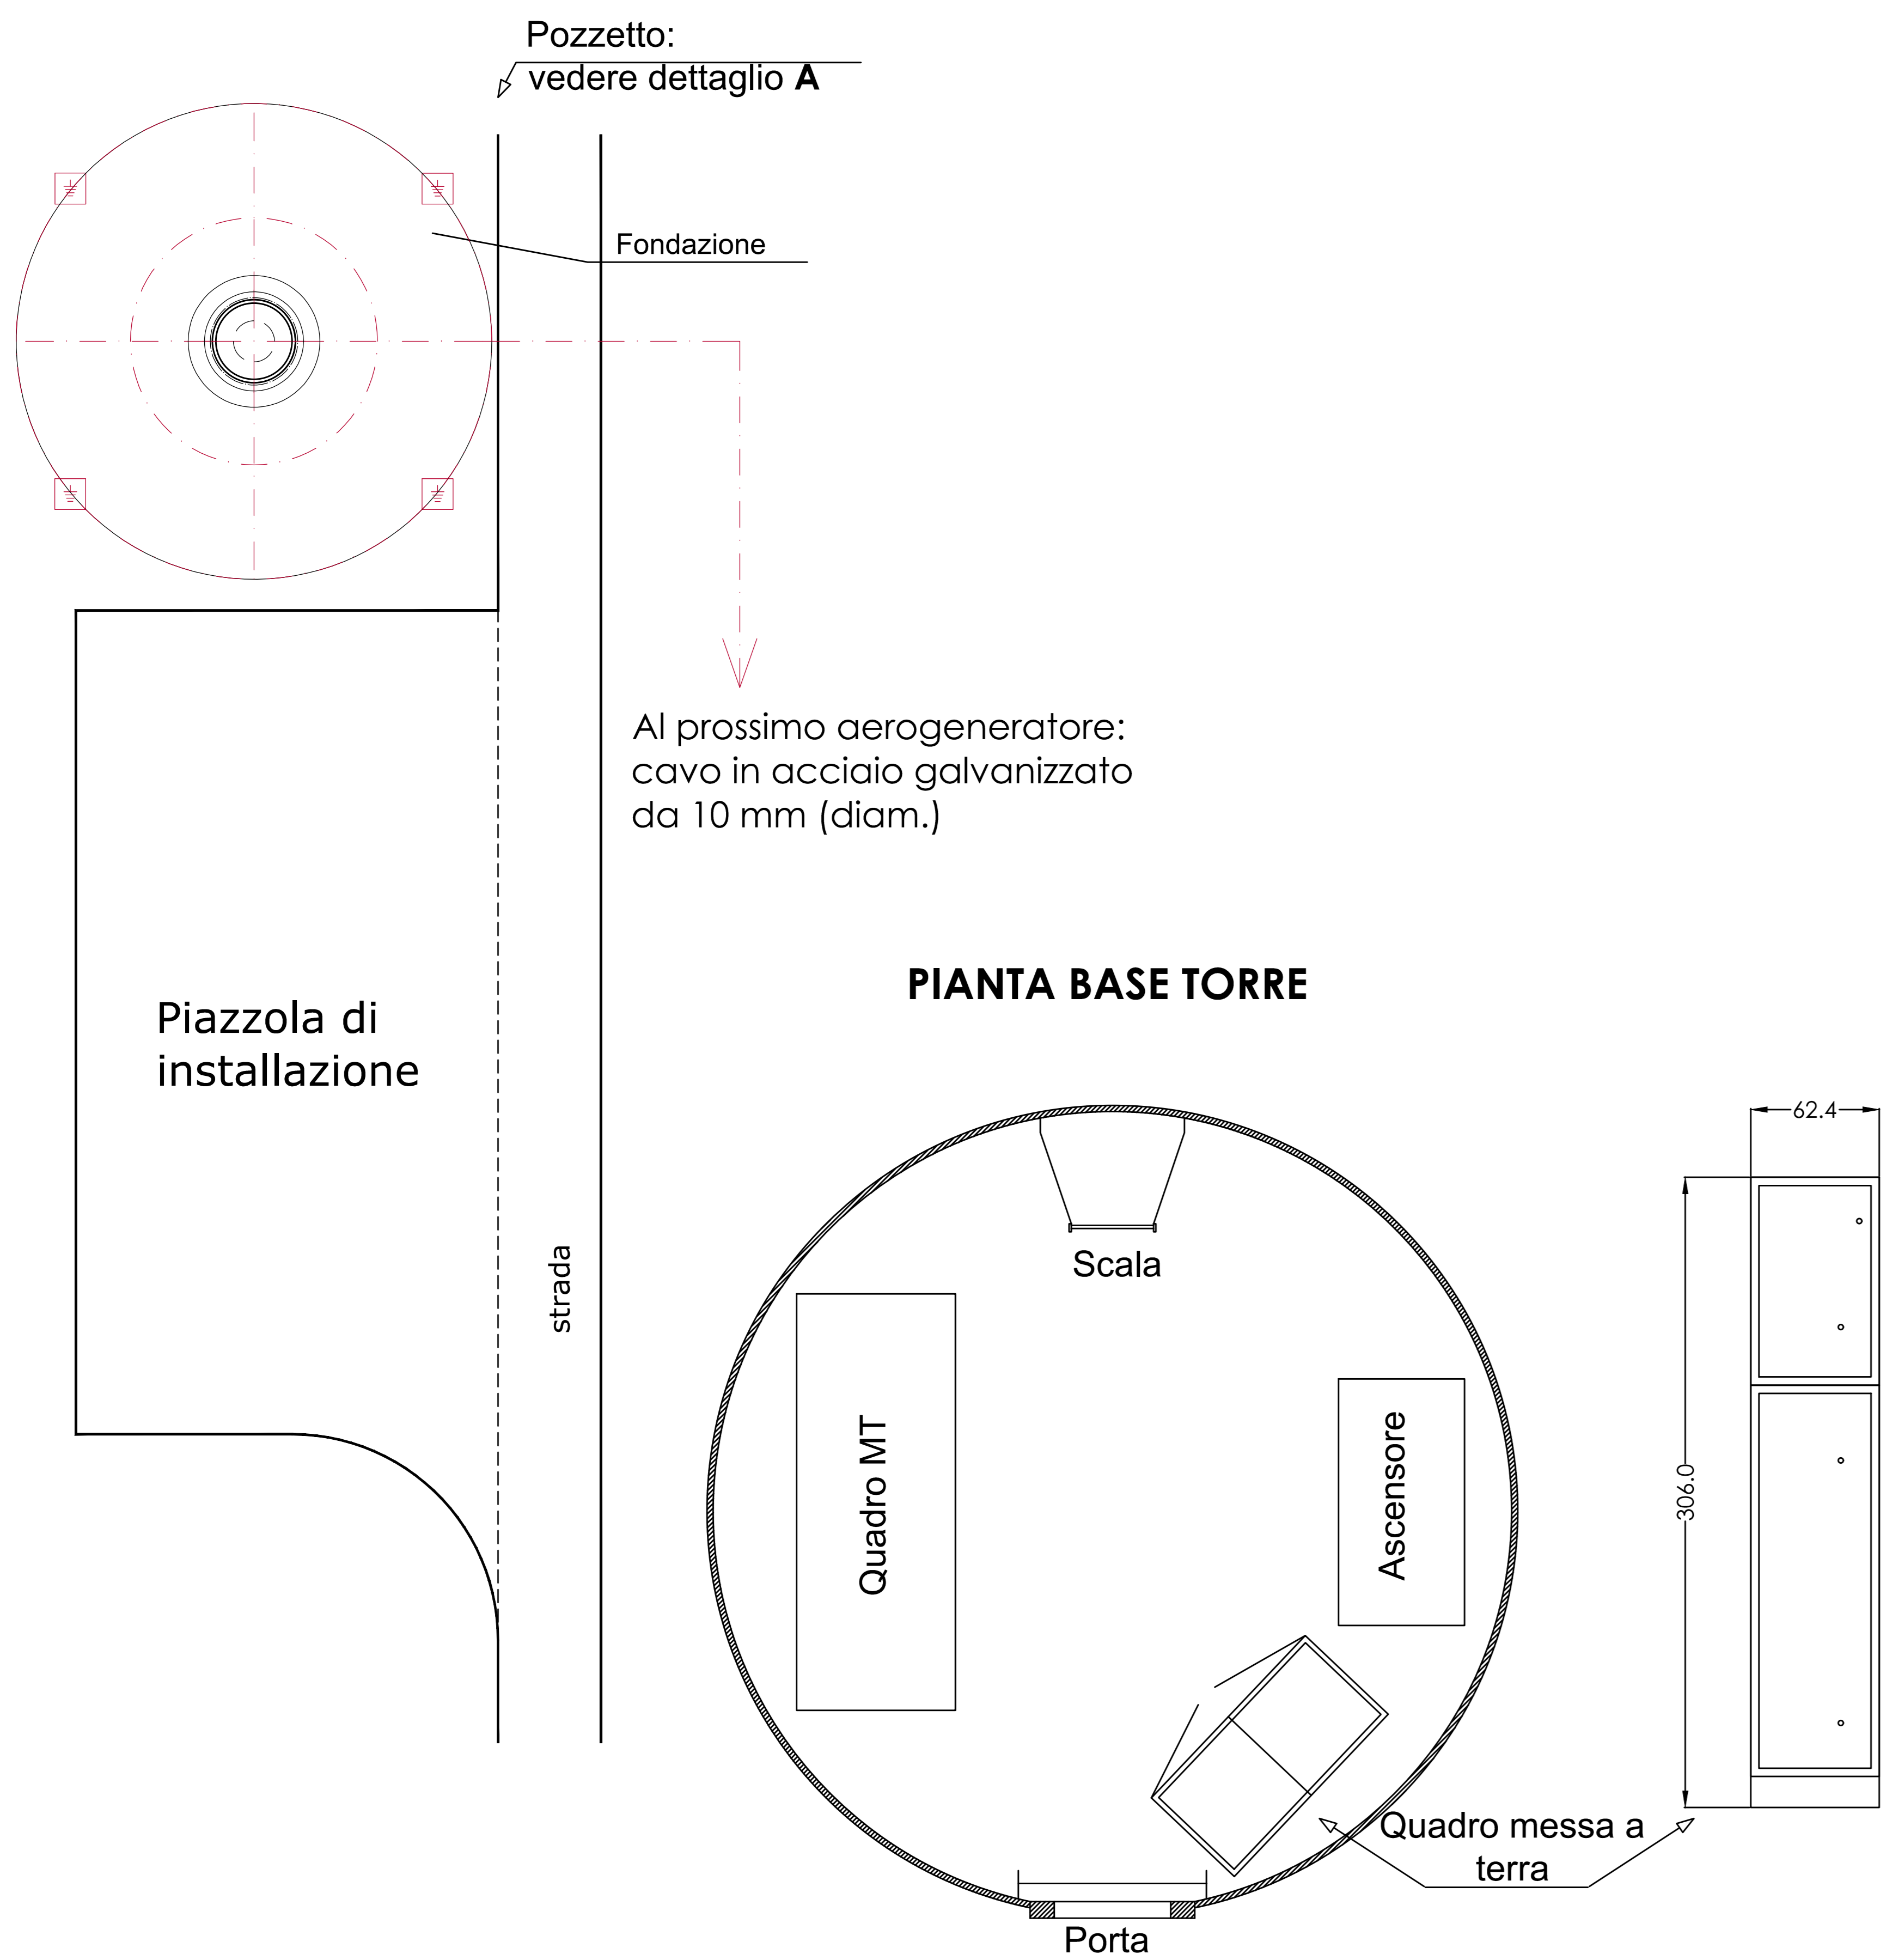 Pozzetto:
vedere dettaglio A
Fondazione
Al prossimo aerogeneratore:
cavo in acciaio galvanizzato
da 10 mm (diam.)
Piazzola di
installazione
strada
PIANTA BASE TORRE
Scala
Quadro MT
Ascensore
Porta
62.4
306.0
Quadro messa a
terra